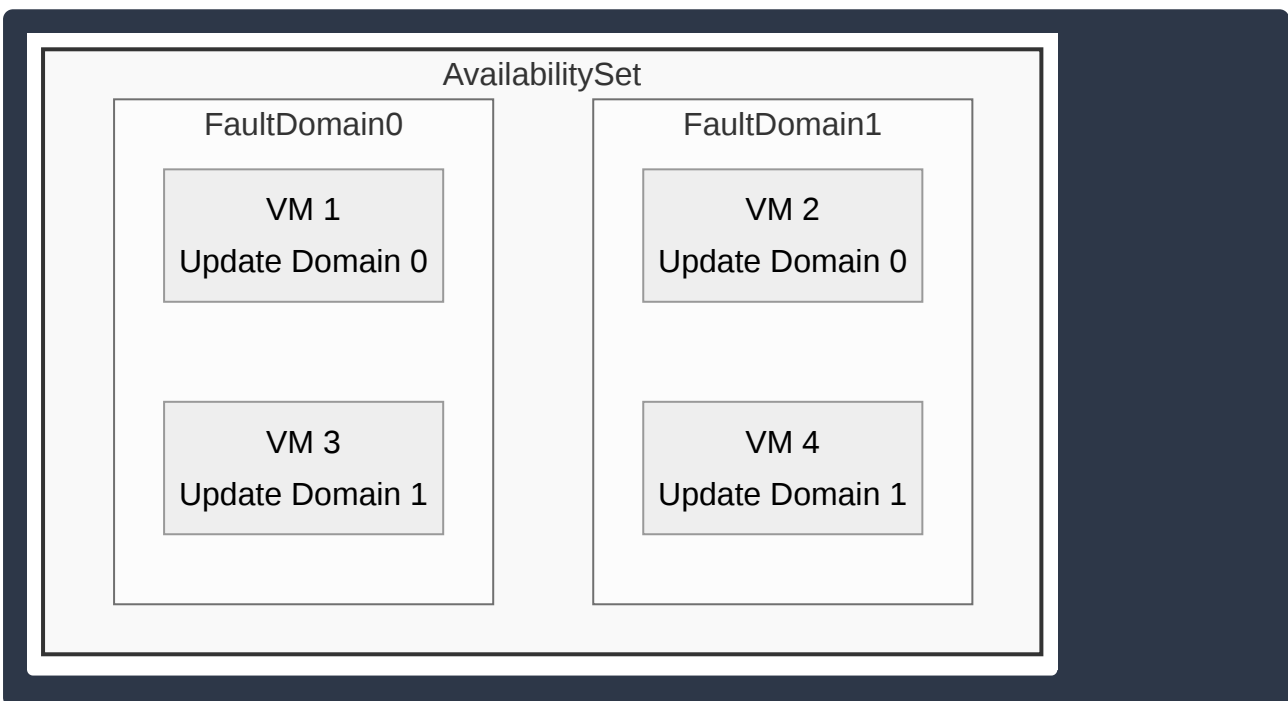 AvailabilitySet
FaultDomain0
FaultDomain1
VM 1
Update Domain 0
VM 2
Update Domain 0
VM 3
Update Domain 1
VM 4
Update Domain 1